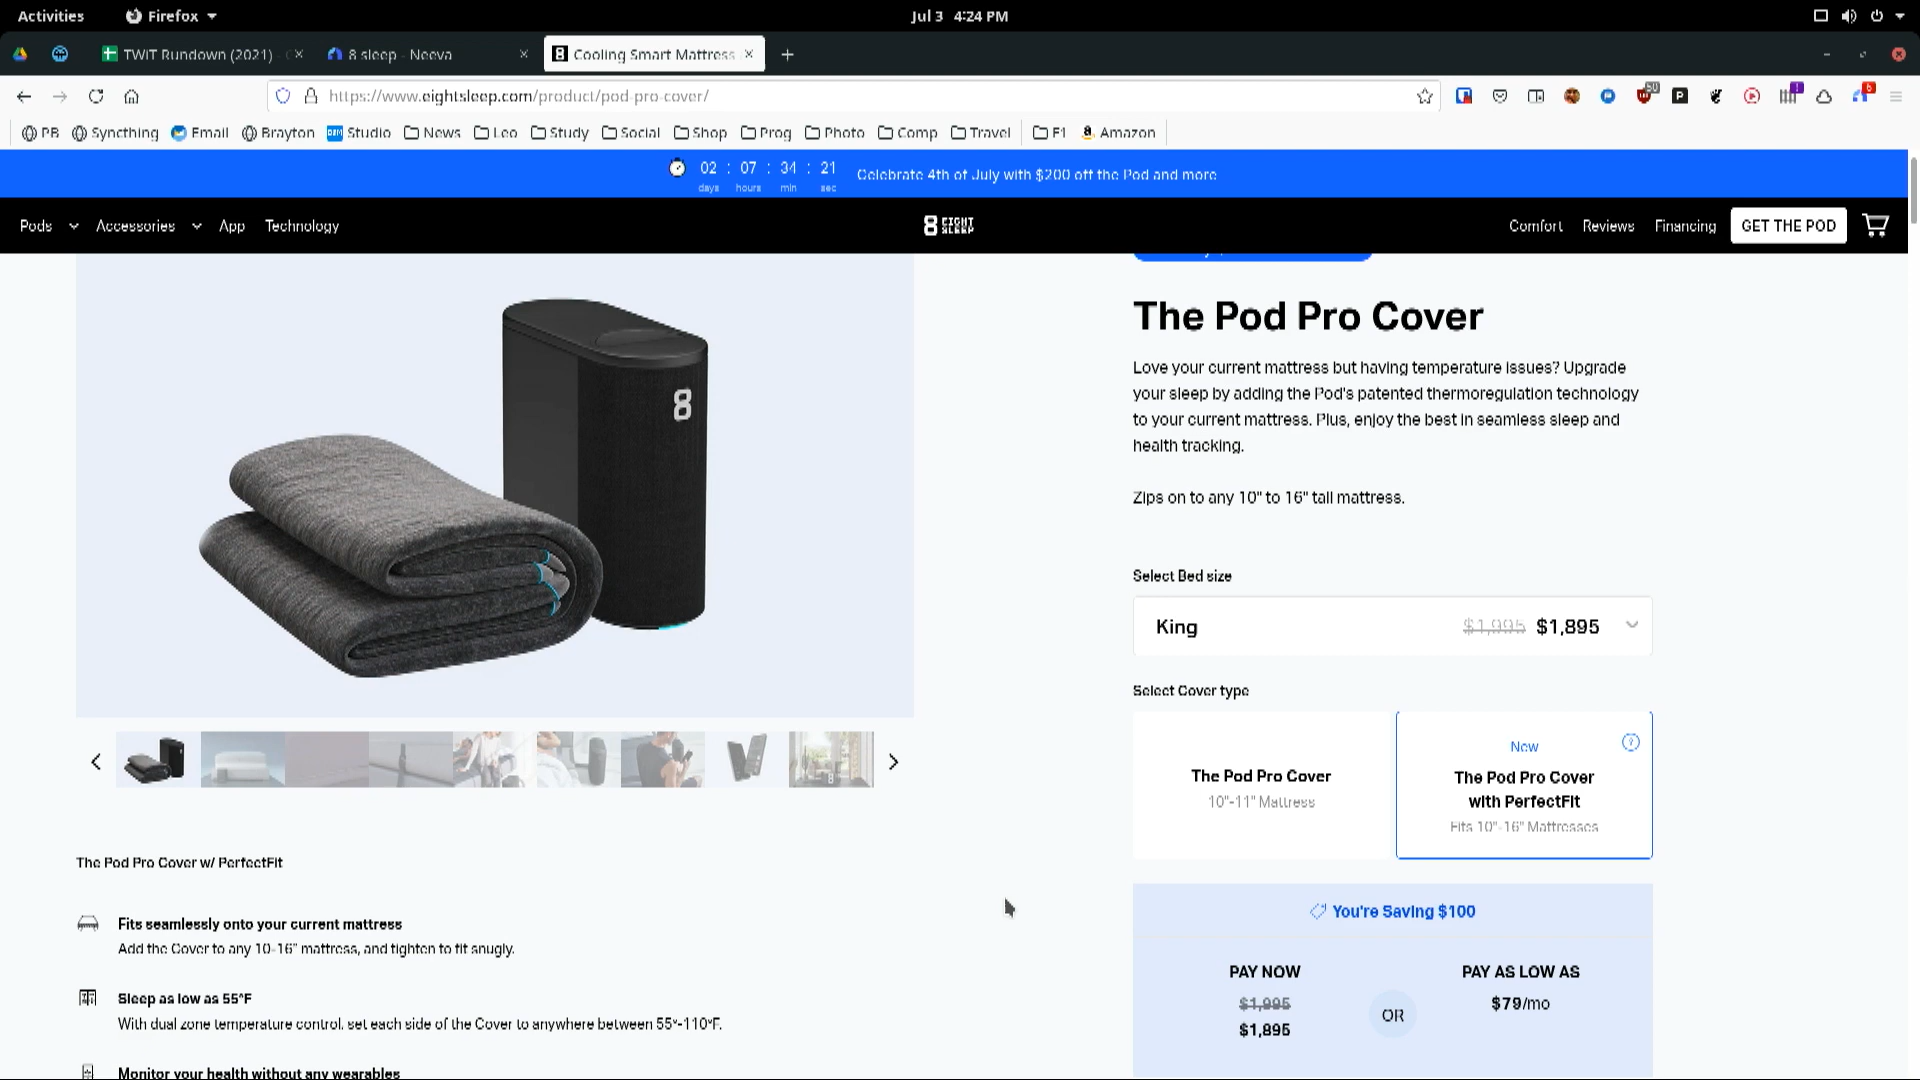 Activities
Firefox
Jul 3 4:24 PM
TWiT Rundown (2021) -
8 sleep - Neeva
8 Cooling Smart Mattress
https://www.eightsleep.com/product/pod-pro-cover/
50
P
!
6
PB
Syncthing
Email
Brayton
Studio
News
Leo
Study
Social
Shop
Prog
Photo
Comp
Travel
F1
Amazon
02 : 07 : 34 : 21
days hours min sec
Celebrate 4th of July with $200 off the Pod and more
Pods
Accessories
App
Technology
8 EIGHT SLEEP
Comfort
Reviews
Financing
GET THE POD
8
The Pod Pro Cover
Love your current mattress but having temperature issues? Upgrade
your sleep by adding the Pod's patented thermoregulation technology
to your current mattress. Plus, enjoy the best in seamless sleep and
health tracking.
Zips on to any 10" to 16" tall mattress.
Select Bed size
King $1,995 $1,895
Select Cover type
The Pod Pro Cover
10"-11" Mattress
New
?
The Pod Pro Cover
with PerfectFit
Fits 10"-16" Mattresses
You're Saving $100
PAY NOW
$1,995
$1,895
OR
PAY AS LOW AS
$79/mo
The Pod Pro Cover w/ PerfectFit
Fits seamlessly onto your current mattress
Add the Cover to any 10-16" mattress, and tighten to fit snugly.
Sleep as low as 55°F
With dual zone temperature control, set each side of the Cover to anywhere between 55°-110°F.
Monitor your health without any wearables